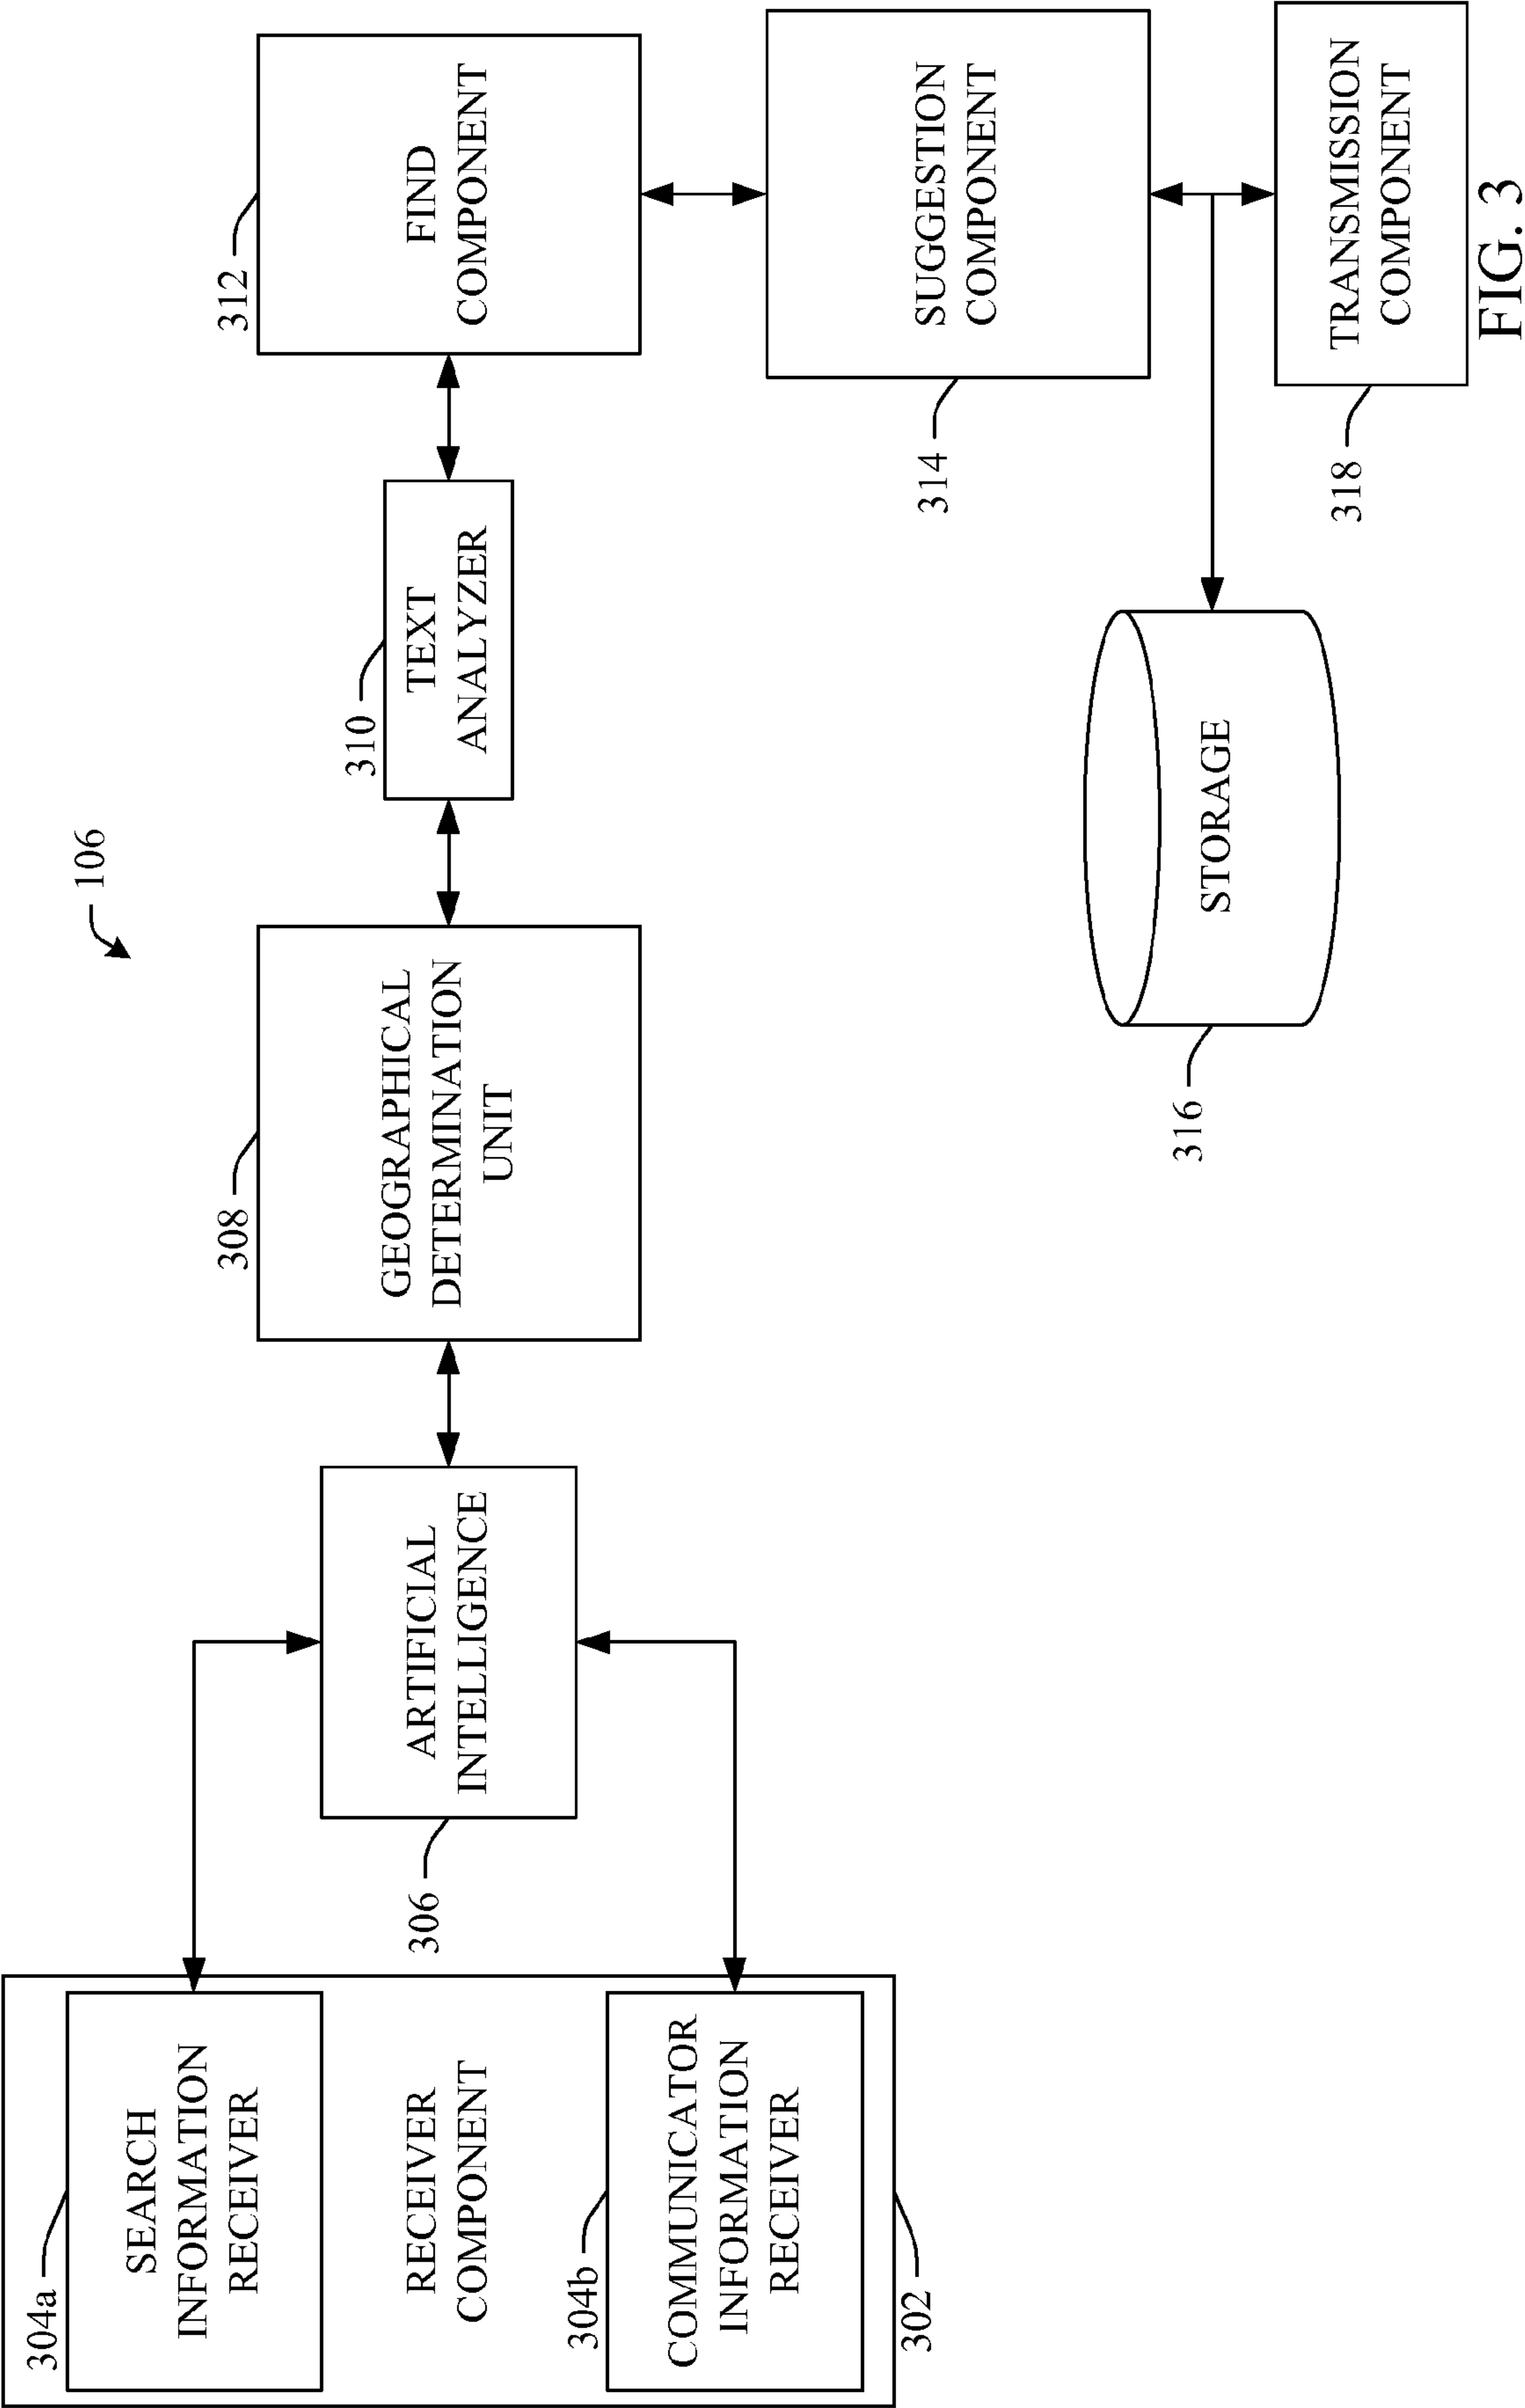 106
304a
SEARCH
INFORMATION
RECEIVER
RECEIVER
COMPONENT
304b
COMMUNICATOR
INFORMATION
RECEIVER
302
306
ARTIFICIAL
INTELLIGENCE
308
GEOGRAPHICAL
DETERMINATION
UNIT
310
TEXT
ANALYZER
312
FIND
COMPONENT
314
SUGGESTION
COMPONENT
316
STORAGE
318
TRANSMISSION
COMPONENT
FIG. 3